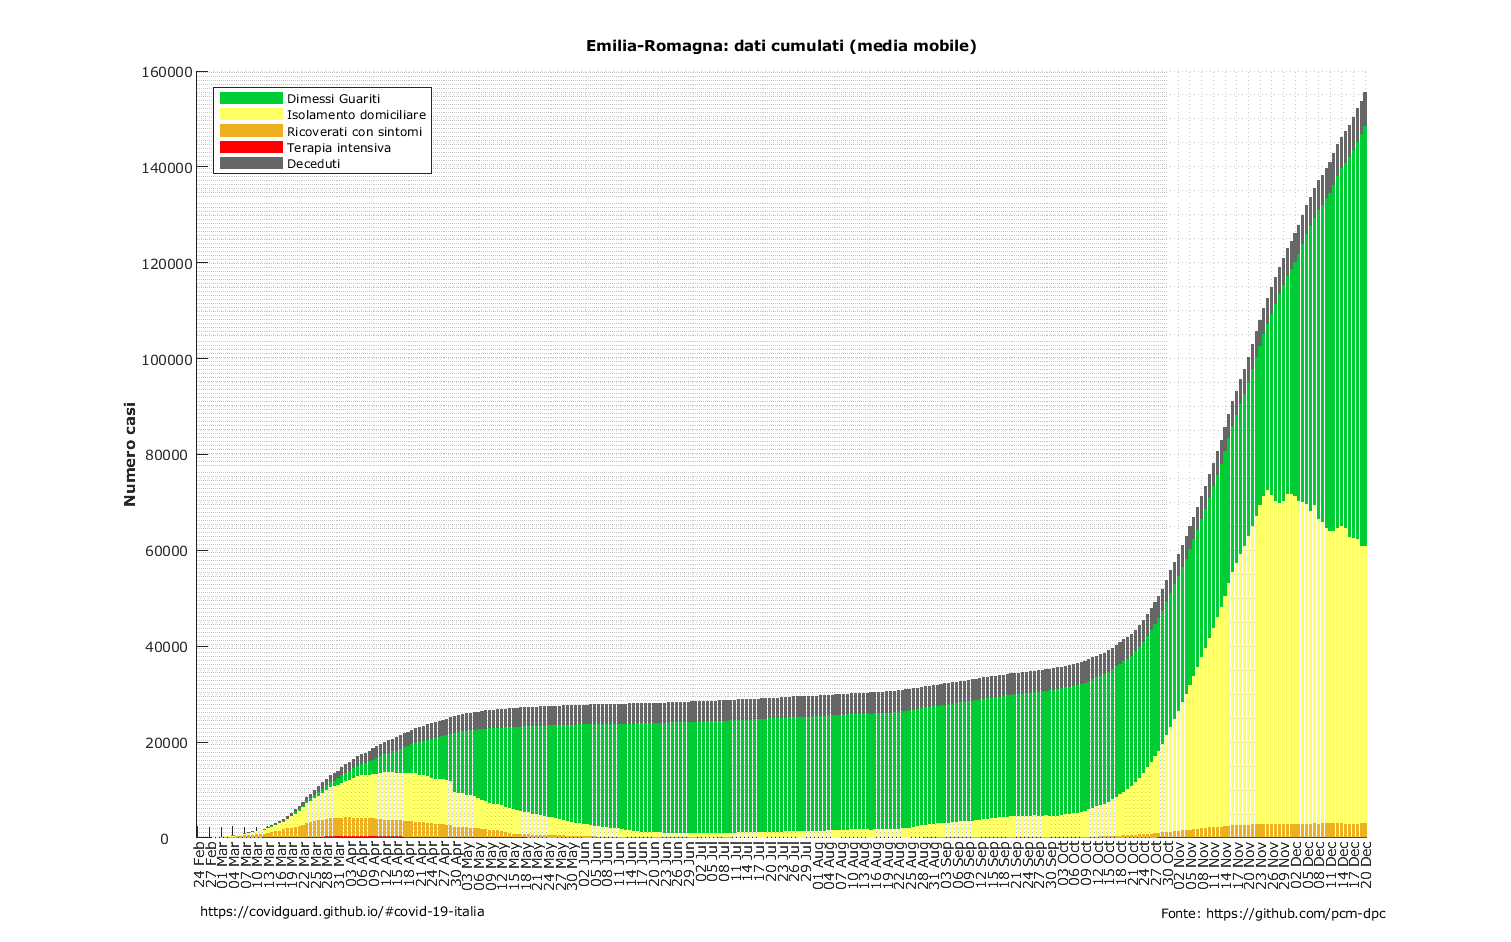 Emilia-Romagna: dati cumulati (media mobile)
160000
140000
120000
100000
80000
60000
40000
20000
0
Numero casi
Dimessi Guariti
Isolamento domiciliare
Ricoverati con sintomi
Terapia intensiva
Deceduti
24 Feb
27 Feb
01 Mar
04 Mar
07 Mar
10 Mar
13 Mar
16 Mar
19 Mar
22 Mar
25 Mar
28 Mar
31 Mar
03 Apr
06 Apr
09 Apr
12 Apr
15 Apr
18 Apr
21 Apr
24 Apr
27 Apr
30 Apr
03 May
06 May
09 May
12 May
15 May
18 May
21 May
24 May
27 May
30 May
02 Jun
05 Jun
08 Jun
11 Jun
14 Jun
17 Jun
20 Jun
23 Jun
26 Jun
29 Jun
02 Jul
05 Jul
08 Jul
11 Jul
14 Jul
17 Jul
20 Jul
23 Jul
26 Jul
29 Jul
01 Aug
04 Aug
07 Aug
10 Aug
13 Aug
16 Aug
19 Aug
22 Aug
25 Aug
28 Aug
31 Aug
03 Sep
06 Sep
09 Sep
12 Sep
15 Sep
18 Sep
21 Sep
24 Sep
27 Sep
30 Sep
03 Oct
06 Oct
09 Oct
12 Oct
15 Oct
18 Oct
21 Oct
24 Oct
27 Oct
30 Oct
02 Nov
05 Nov
08 Nov
11 Nov
14 Nov
17 Nov
20 Nov
23 Nov
26 Nov
29 Nov
02 Dec
05 Dec
08 Dec
11 Dec
14 Dec
17 Dec
20 Dec
https://covidguard.github.io/#covid-19-italia
Fonte: https://github.com/pcm-dpc